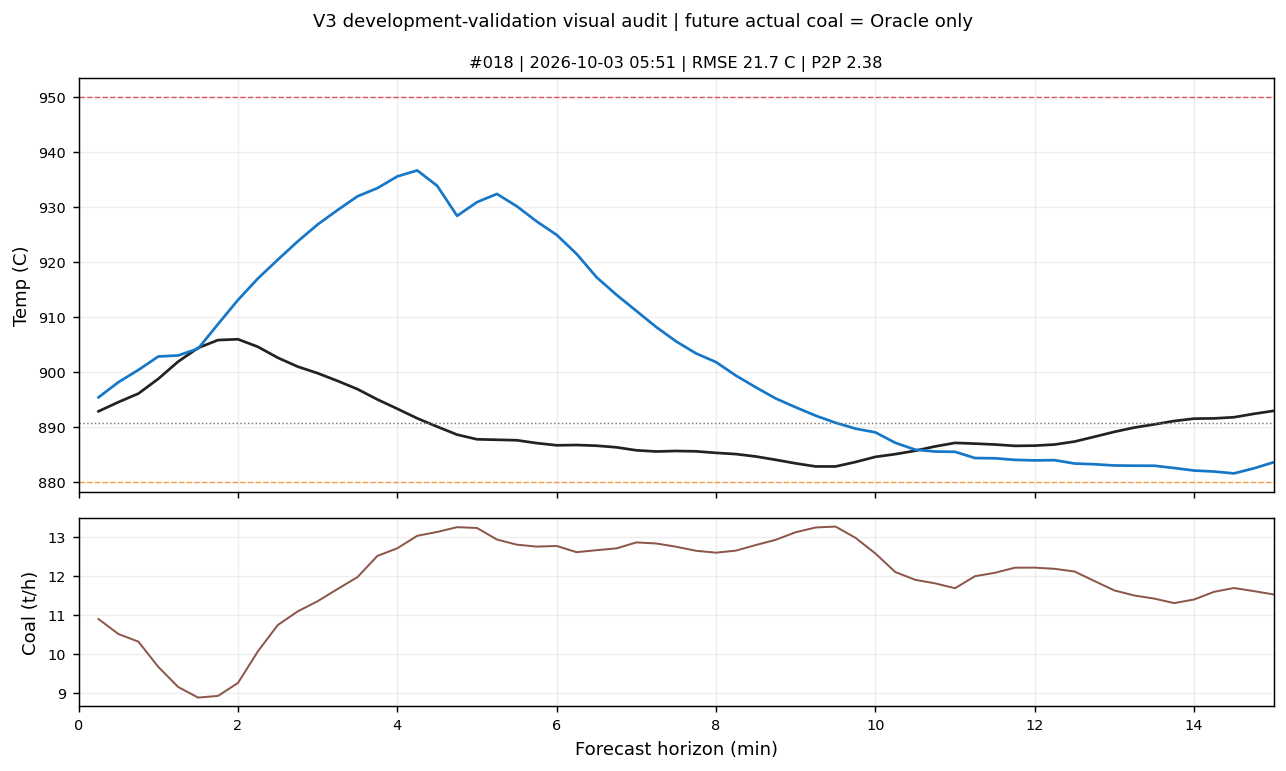 V3 development-validation visual audit | future actual coal = Oracle only
#018 | 2026-10-03 05:51 | RMSE 21.7 C | P2P 2.38
Temp (C)
950
940
930
920
910
900
890
880
Coal (t/h)
13
12
11
10
9
0 2 4 6 8 10 12 14
Forecast horizon (min)